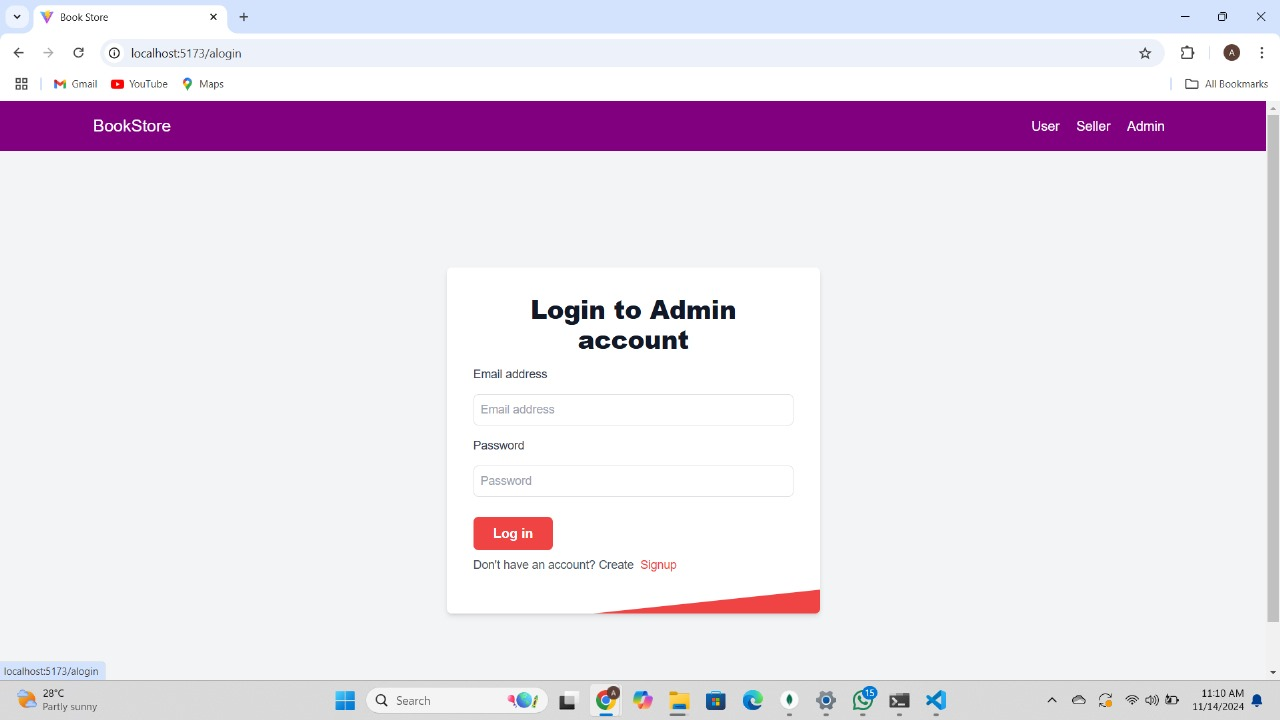 Book Store
localhost:5173/alogin
A
Gmail
YouTube
Maps
All Bookmarks
BookStore
User
Seller
Admin
Login to Admin
account
Email address
Email address
Password
Password
Log in
Don't have an account? Create Signup
localhost:5173/alogin
28°C
Partly sunny
Search
A
15
11:10 AM
11/14/2024